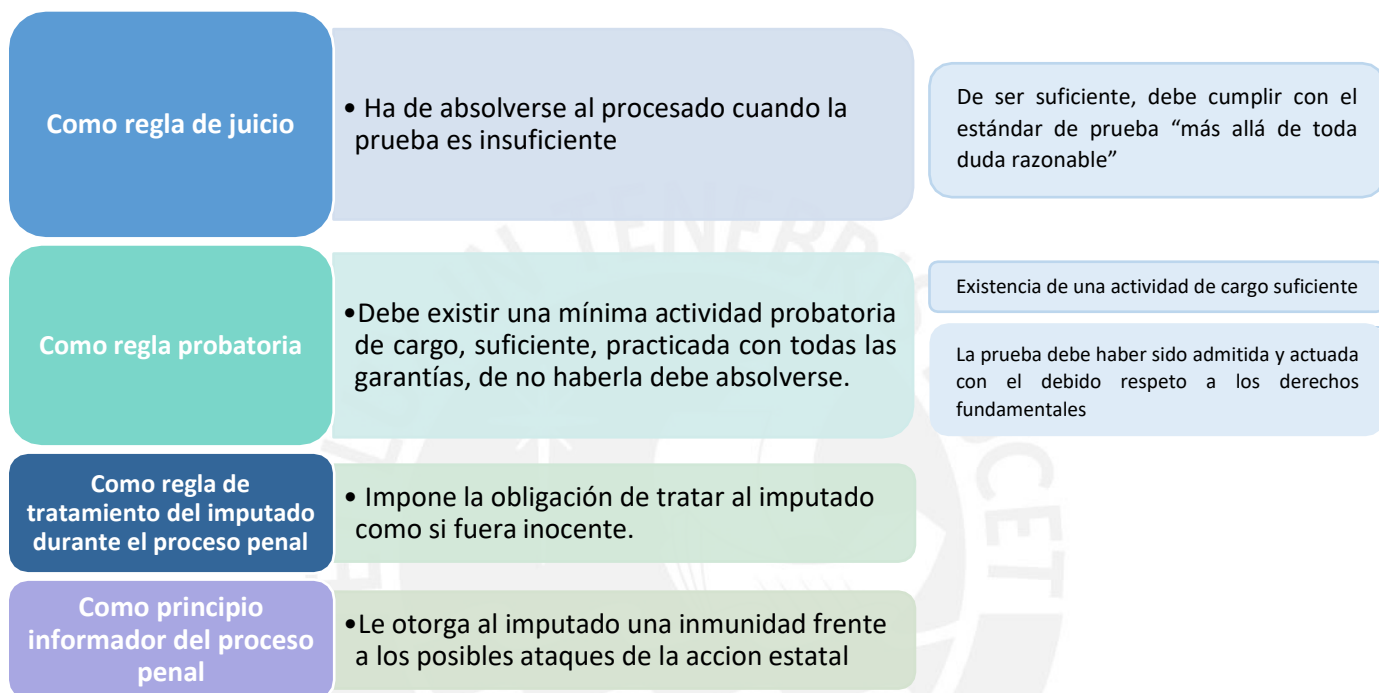 Como regla de juicio
• Ha de absolverse al procesado cuando la
prueba es insuficiente
De ser suficiente, debe cumplir con el
estándar de prueba “más allá de toda
duda razonable”
Como regla probatoria
•Debe existir una mínima actividad probatoria
de cargo, suficiente, practicada con todas las
garantías, de no haberla debe absolverse.
Existencia de una actividad de cargo suficiente
La prueba debe haber sido admitida y actuada
con el debido respeto a los derechos
fundamentales
Como regla de
tratamiento del imputado
durante el proceso penal
• Impone la obligación de tratar al imputado
como si fuera inocente.
Como principio
informador del proceso
penal
•Le otorga al imputado una inmunidad frente
a los posibles ataques de la accion estatal